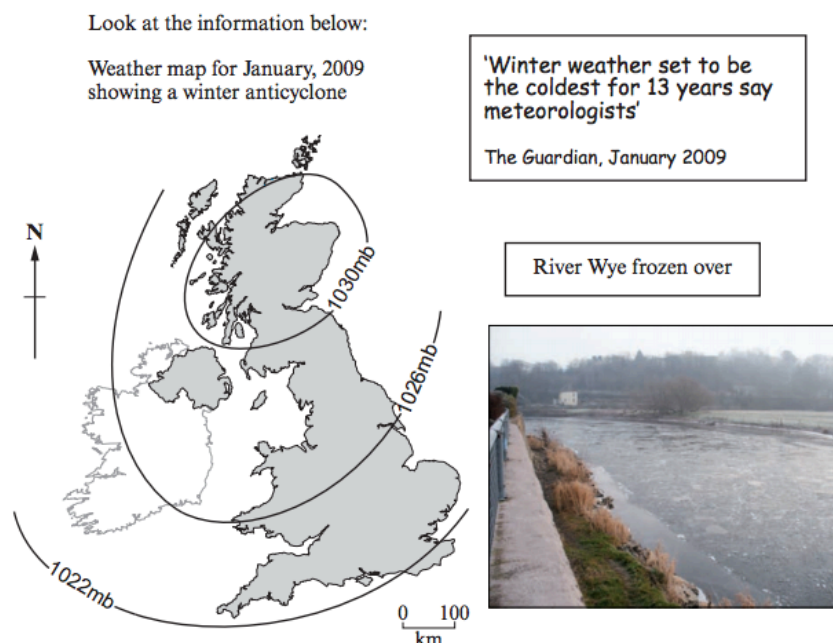 Look at the information below:
Weather map for January, 2009
showing a winter anticyclone
'Winter weather set to be
the coldest for 13 years say
meteorologists'
The Guardian, January 2009
N
1030mb
1026mb
1022mb
0 100
km
River Wye frozen over